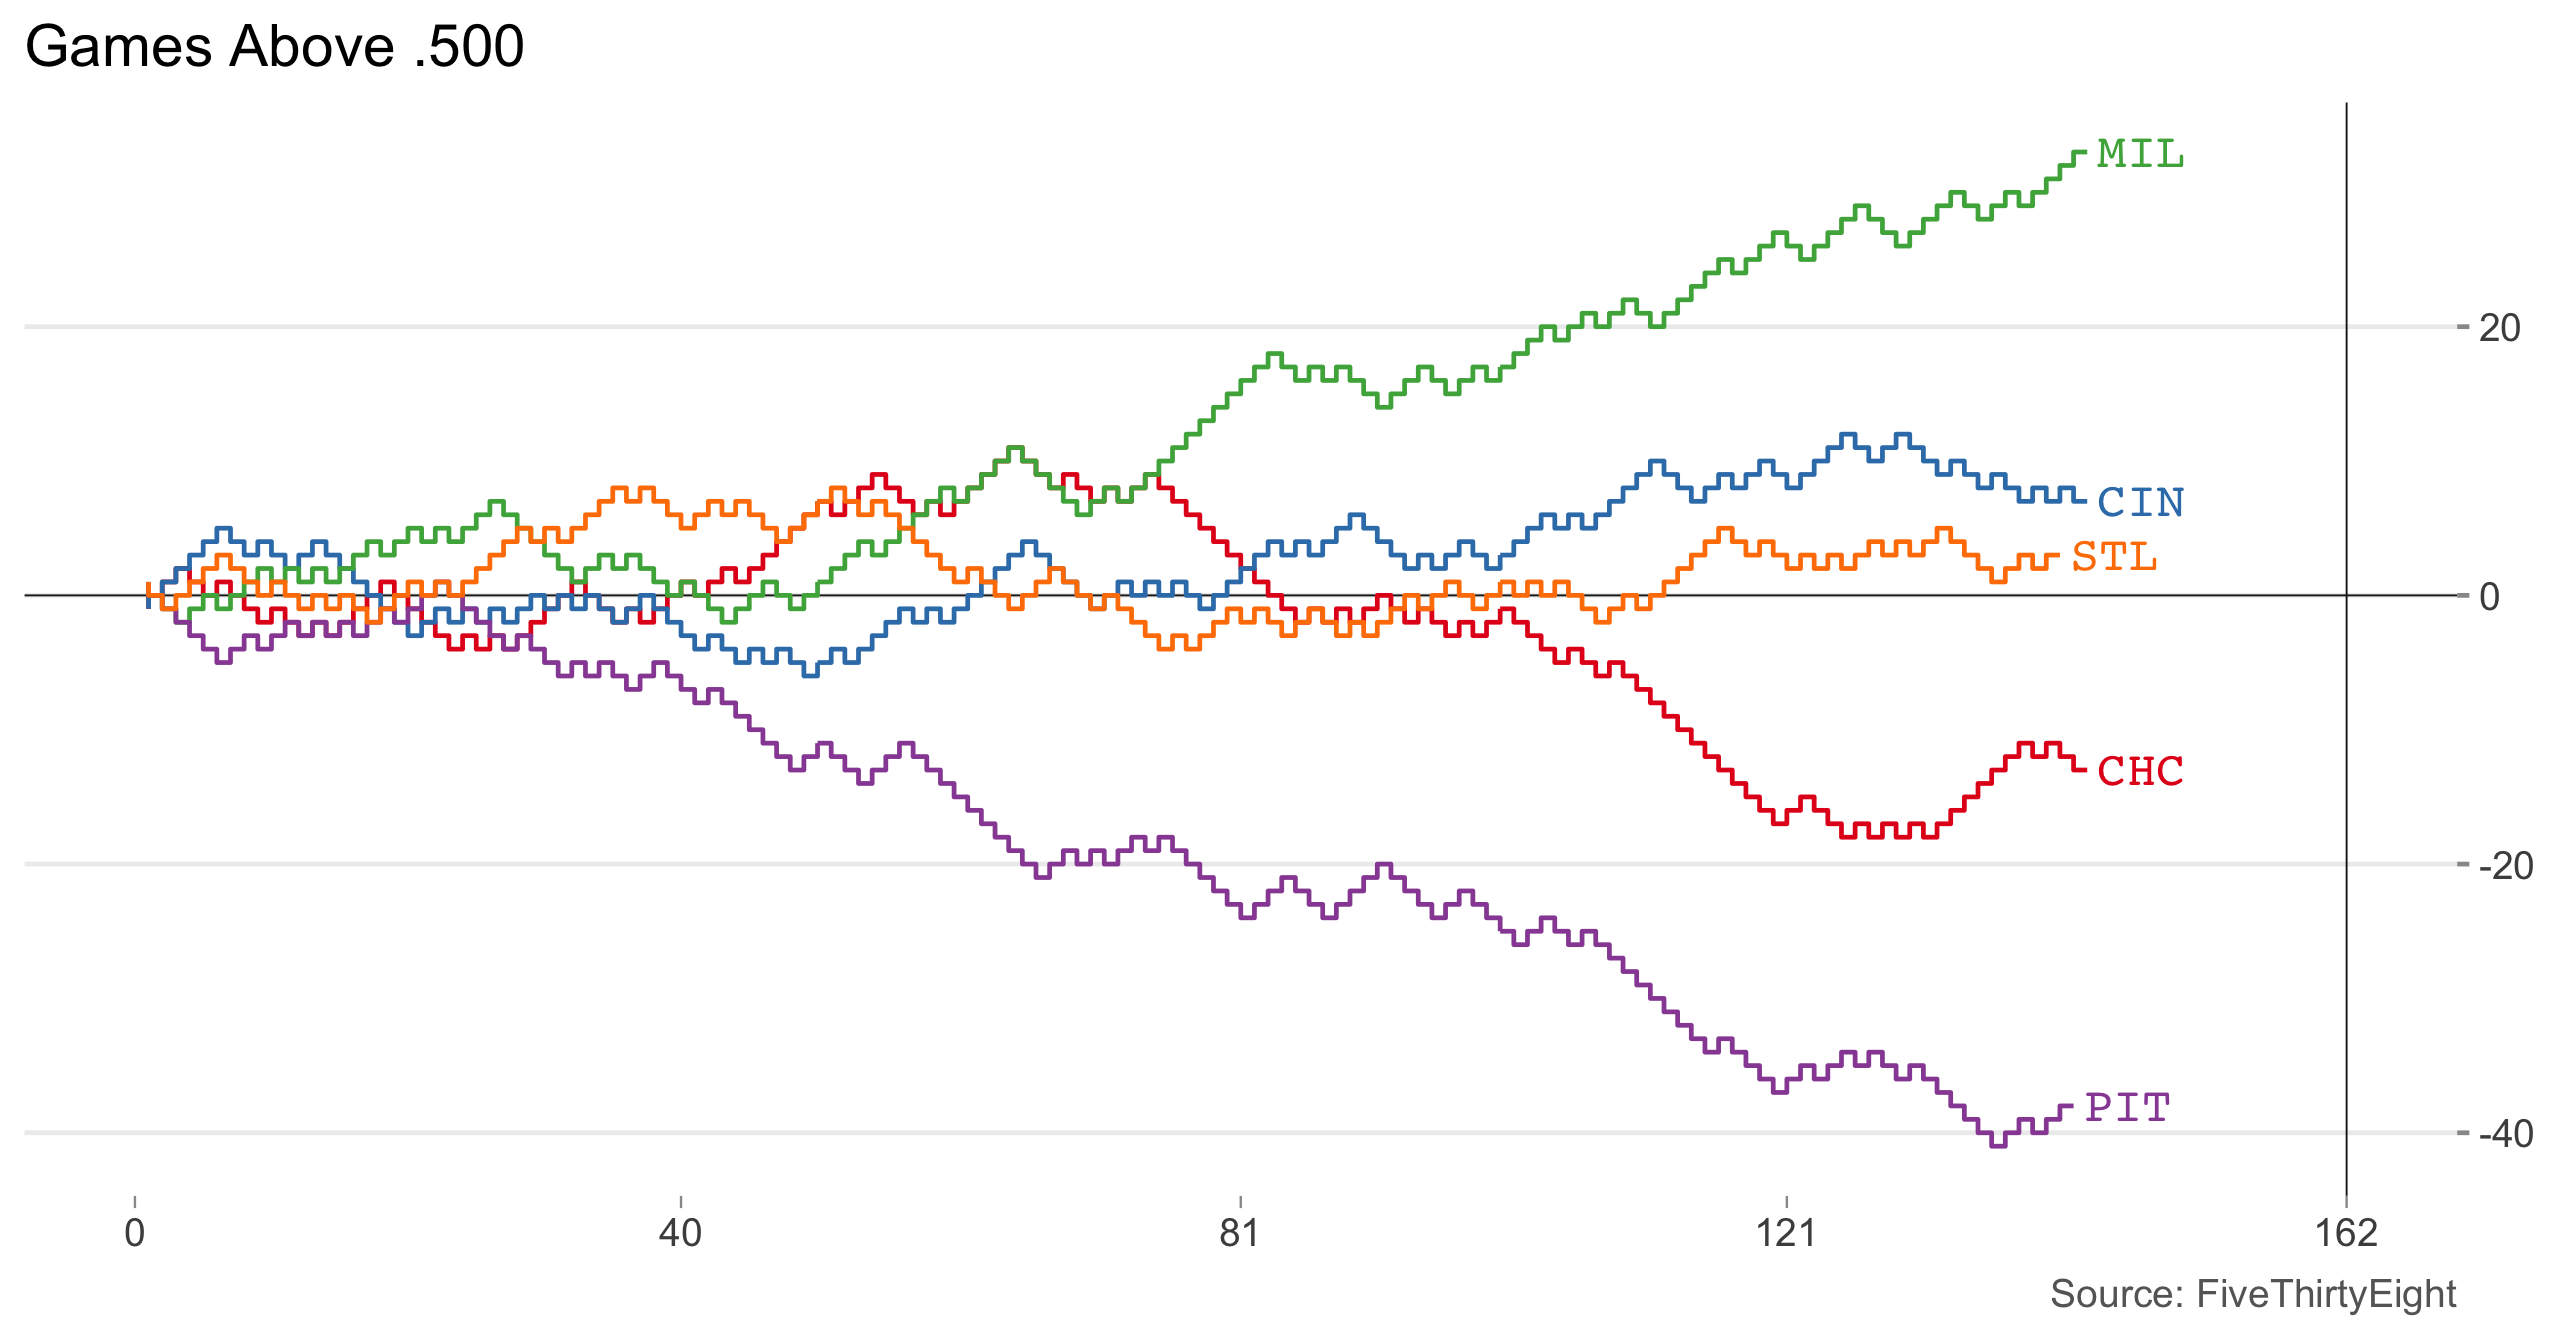 Games Above .500
MIL
20
CIN
STL
0
CHC
-20
PIT
-40
0 40 81 121 162
Source: FiveThirtyEight